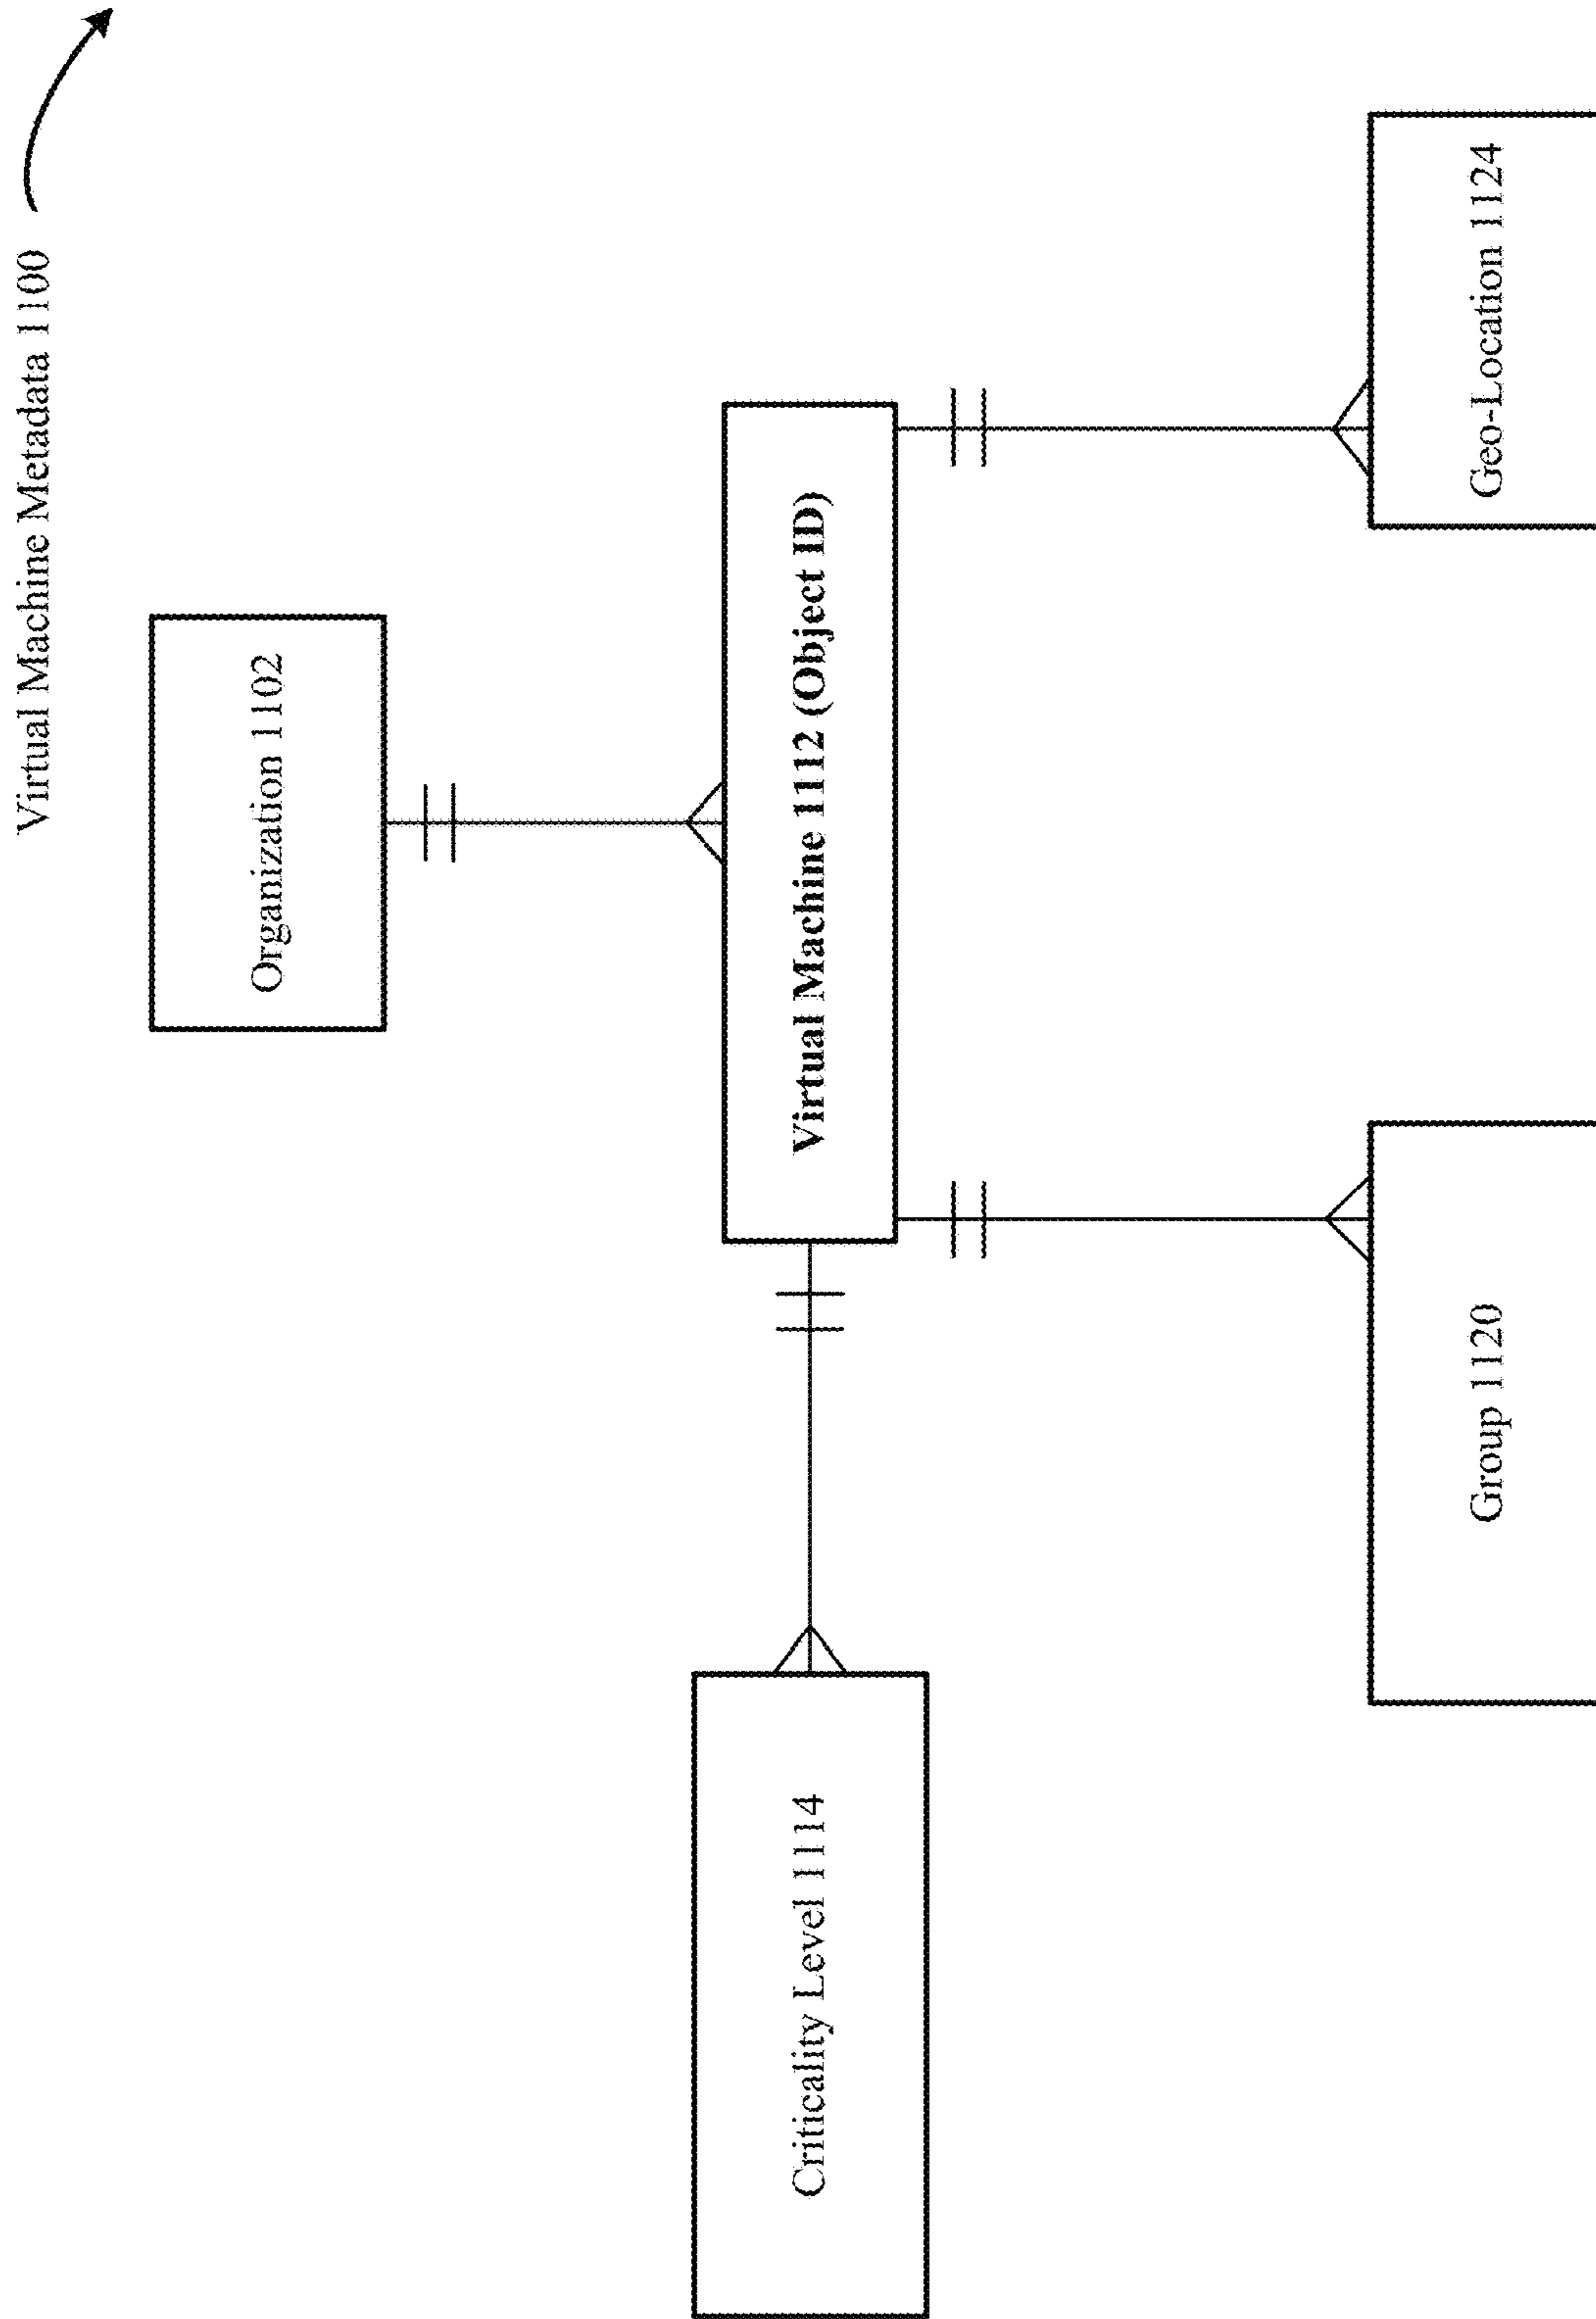 Virtual Machine Metadata 1100
Organization 1102
Virtual Machine 1112 (Object ID)
Criticality Level 1114
Group 1120
Geo-Location 1124